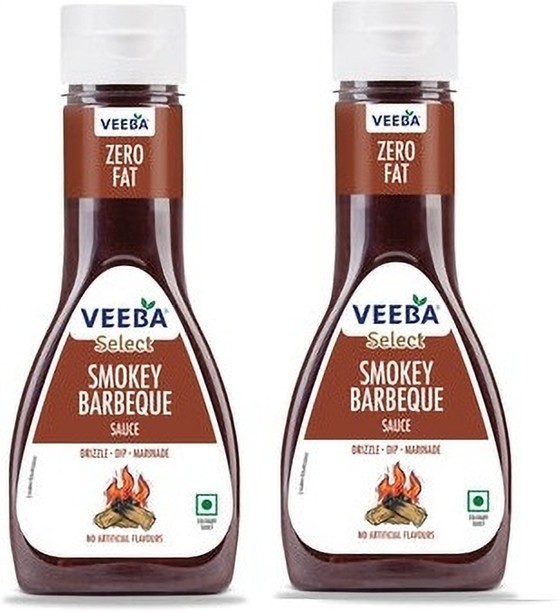 VEEBA
ZERO
FAT
VEEBA
Select
SMOKEY
BARBEQUE
SAUCE
DRIZZLE • DIP • MARINADE
NO ARTIFICIAL FLAVOURS
VEEBA
ZERO
FAT
VEEBA
Select
SMOKEY
BARBEQUE
SAUCE
DRIZZLE • DIP • MARINADE
NO ARTIFICIAL FLAVOURS